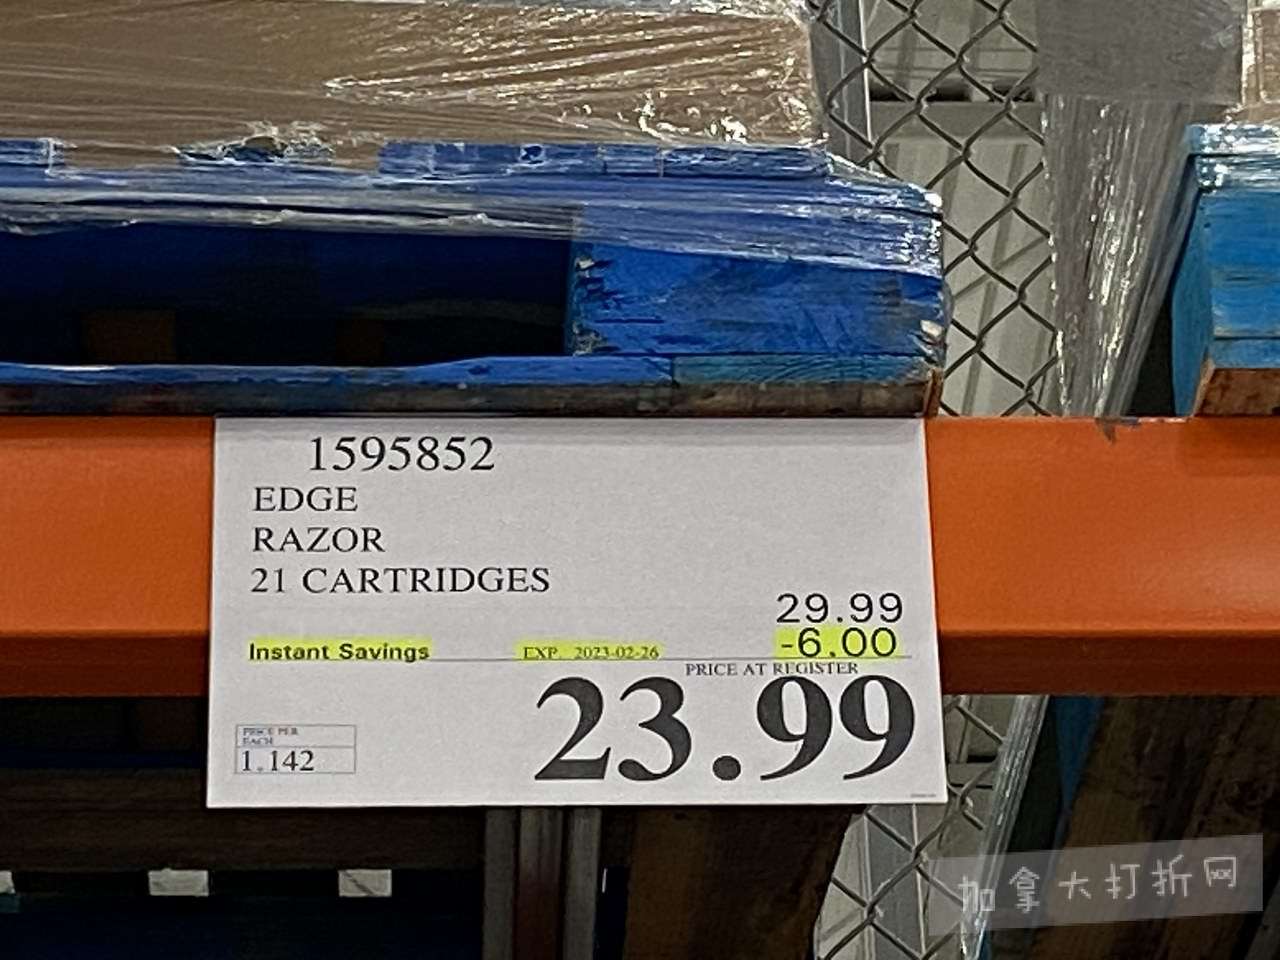 1595852
EDGE
RAZOR
21 CARTRIDGES
29.99
Instant Savings EXP. 2023-02-26 -6.00
PRICE AT REGISTER
23.99
PRICE PER
EACH
1.142
加拿大打折网